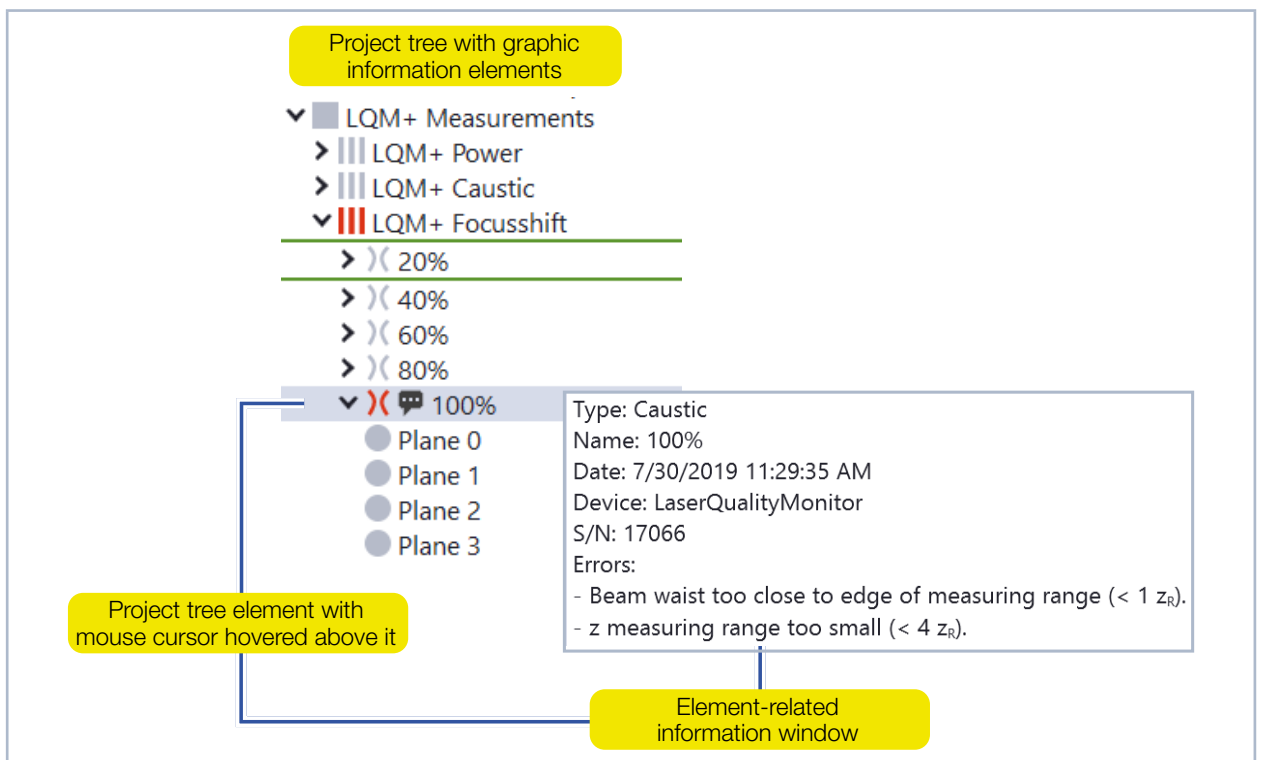 Project tree with graphic
information elements
LQM+ Measurements
LQM+ Power
LQM+ Caustic
LQM+ Focusshift
20%
40%
60%
80%
100%
Plane 0
Plane 1
Plane 2
Plane 3
Type: Caustic
Name: 100%
Date: 7/30/2019 11:29:35 AM
Device: LaserQualityMonitor
S/N: 17066
Errors:
- Beam waist too close to edge of measuring range (< 1 zR).
- z measuring range too small (< 4 zR).
Project tree element with
mouse cursor hovered above it
Element-related
information window